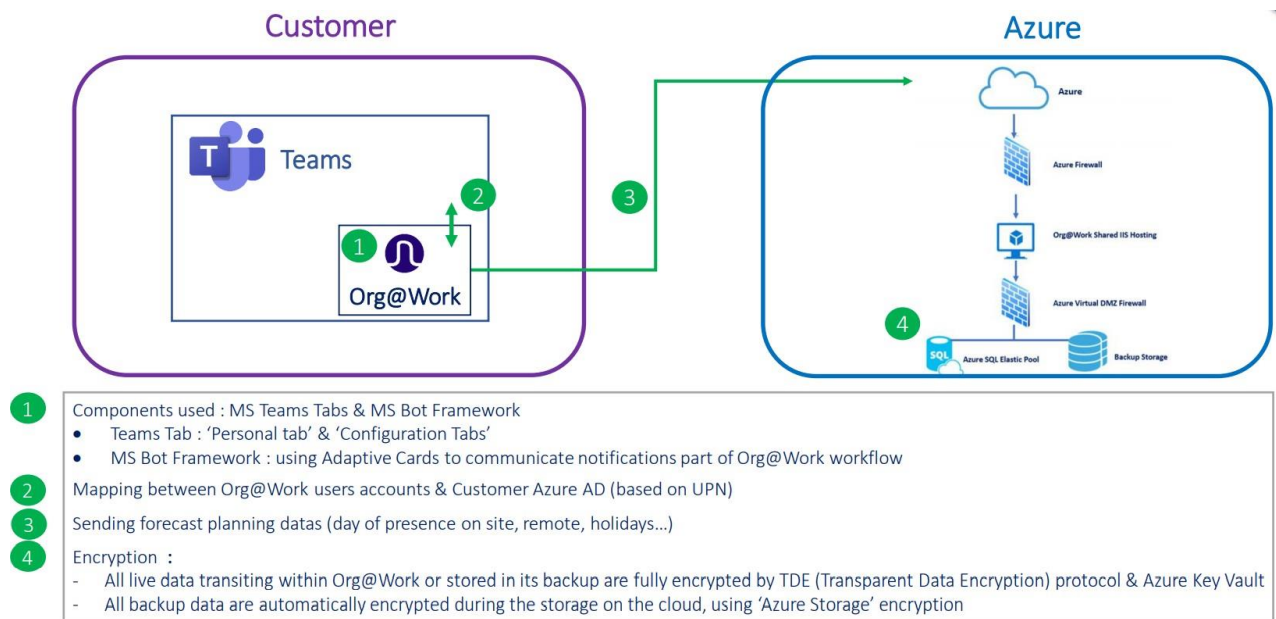 Customer
Azure
T
Teams
2
1
Org@Work
3
Azure
Azure Firewall
Org@Work Shared IIS Hosting
Azure Virtual DMZ Firewall
4
SQL
Azure SQL Elastic Pool
Backup Storage
1
Components used : MS Teams Tabs & MS Bot Framework
• Teams Tab : ‘Personal tab’ & ‘Configuration Tabs’
• MS Bot Framework : using Adaptive Cards to communicate notifications part of Org@Work workflow
2
Mapping between Org@Work users accounts & Customer Azure AD (based on UPN)
3
Sending forecast planning datas (day of presence on site, remote, holidays...)
4
Encryption :
- All live data transiting within Org@Work or stored in its backup are fully encrypted by TDE (Transparent Data Encryption) protocol & Azure Key Vault
- All backup data are automatically encrypted during the storage on the cloud, using ‘Azure Storage’ encryption